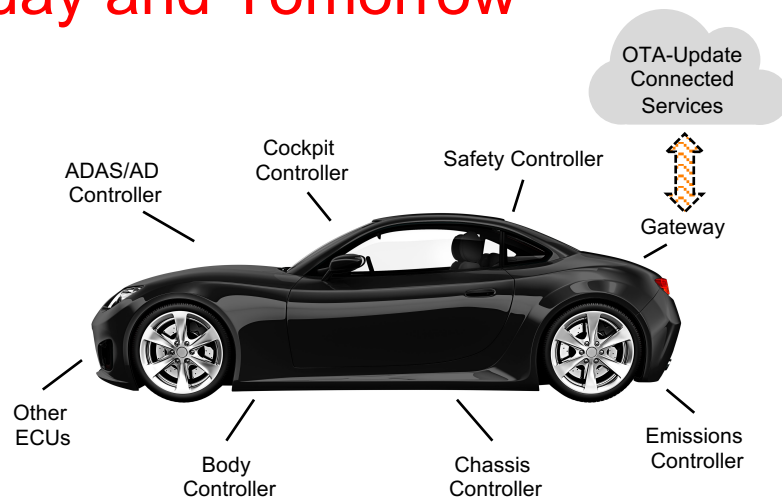 day and Tomorrow
OTA-Update
Connected
Services
Cockpit
Controller
Safety Controller
ADAS/AD
Controller
Gateway
Other
ECUs
Body
Controller
Chassis
Controller
Emissions
Controller